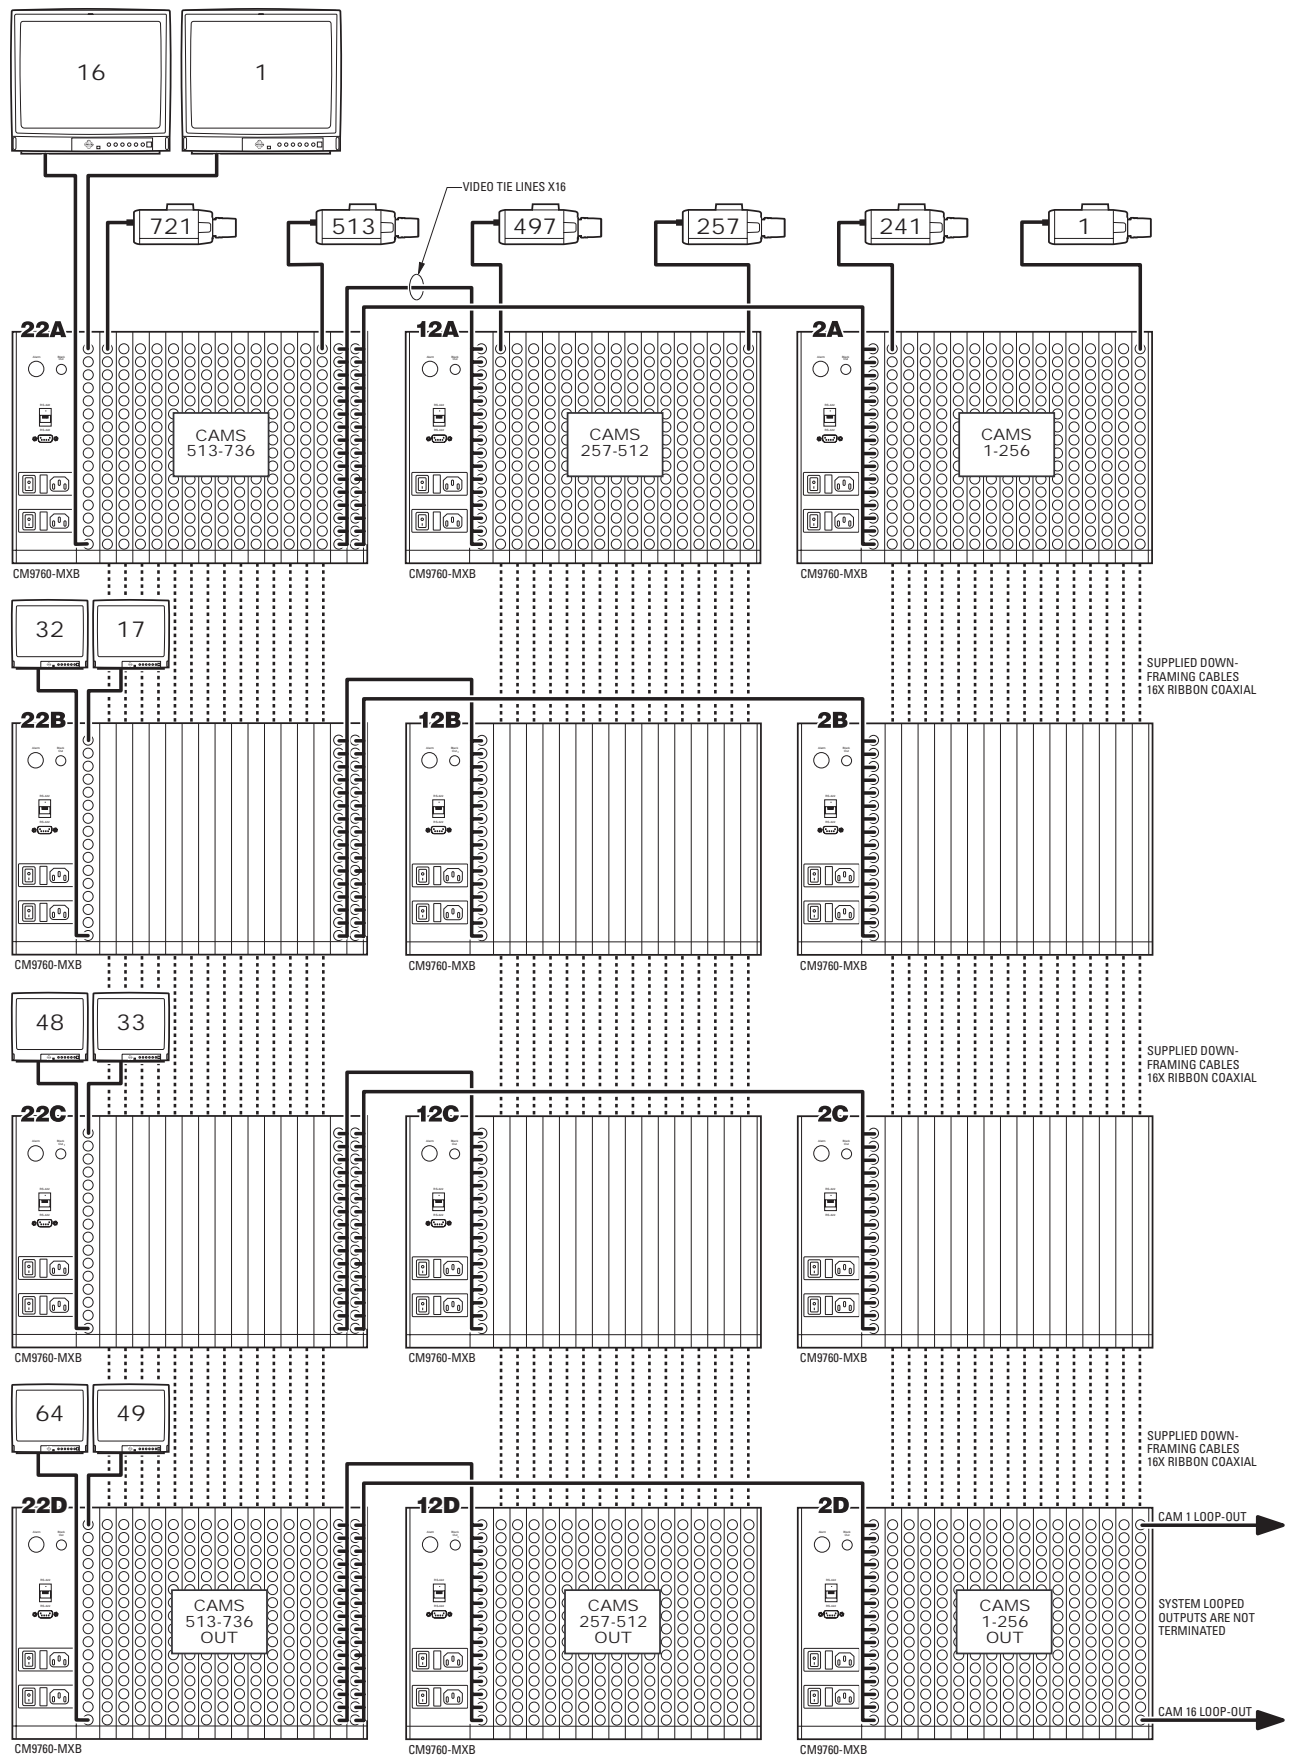 16
1
VIDEO TIE LINES X16
721
513
497
257
241
1
22A
12A
2A
CAMS
513-736
CAMS
257-512
CAMS
1-256
CM9760-MXB
CM9760-MXB
CM9760-MXB
32
17
SUPPLIED DOWN-
FRAMING CABLES
16X RIBBON COAXIAL
22B
12B
2B
CM9760-MXB
CM9760-MXB
CM9760-MXB
48
33
SUPPLIED DOWN-
FRAMING CABLES
16X RIBBON COAXIAL
22C
12C
2C
CM9760-MXB
CM9760-MXB
CM9760-MXB
64
49
SUPPLIED DOWN-
FRAMING CABLES
16X RIBBON COAXIAL
22D
12D
2D
CAM 1 LOOP-OUT
CAMS
513-736
OUT
CAMS
257-512
OUT
CAMS
1-256
OUT
SYSTEM LOOPED
OUTPUTS ARE NOT
TERMINATED
CAM 16 LOOP-OUT
CM9760-MXB
CM9760-MXB
CM9760-MXB